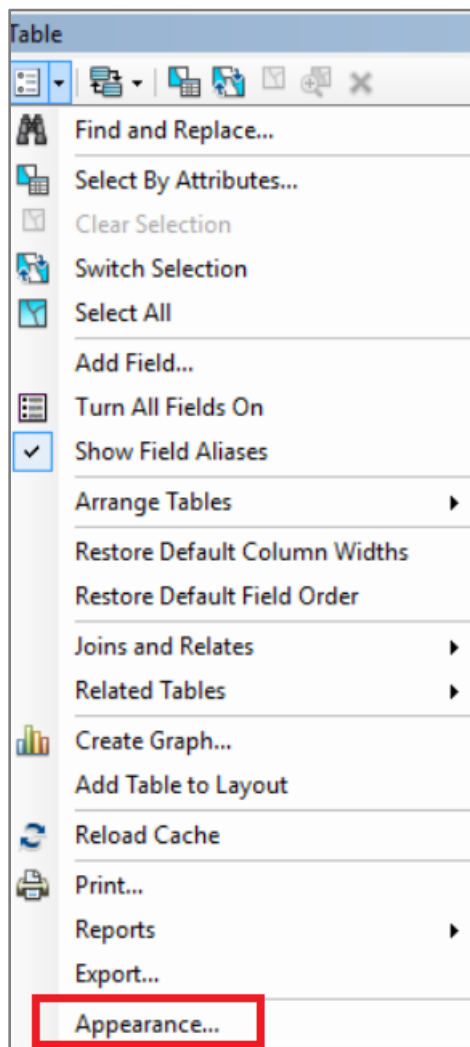 Table
Find and Replace...
Select By Attributes...
Clear Selection
Switch Selection
Select All
Add Field...
Turn All Fields On
Show Field Aliases
Arrange Tables
Restore Default Column Widths
Restore Default Field Order
Joins and Relates
Related Tables
Create Graph...
Add Table to Layout
Reload Cache
Print...
Reports
Export...
Appearance...